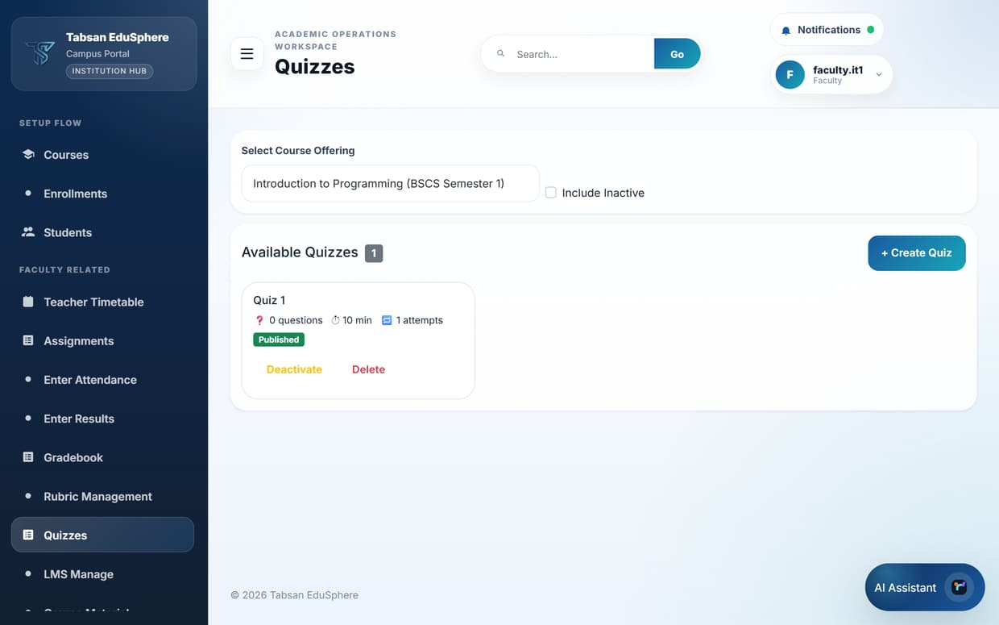 Tabsan EduSphere
Campus Portal
INSTITUTION HUB
SETUP FLOW
Courses
Enrollments
Students
FACULTY RELATED
Teacher Timetable
Assignments
Enter Attendance
Enter Results
Gradebook
Rubric Management
Quizzes
LMS Manage
ACADEMIC OPERATIONS
WORKSPACE
Quizzes
Search...
Go
Notifications
F
faculty.it1
Faculty
Select Course Offering
Introduction to Programming (BSCS Semester 1)
Include Inactive
Available Quizzes 1
+ Create Quiz
Quiz 1
0 questions 10 min 1 attempts
Published
Deactivate Delete
© 2026 Tabsan EduSphere
AI Assistant